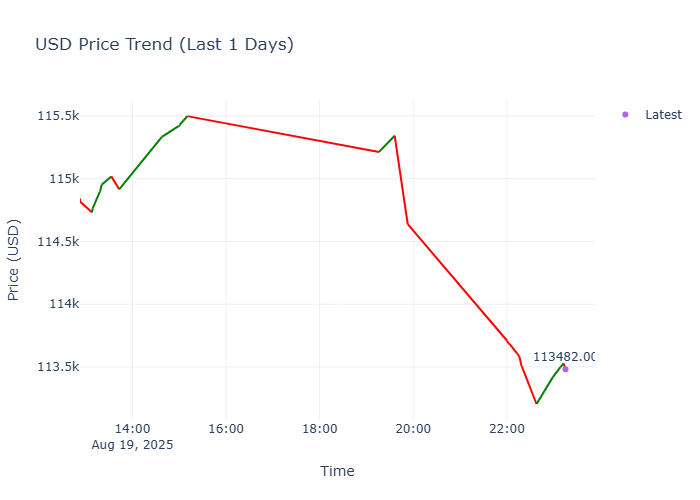 USD Price Trend (Last 1 Days)
Latest
115.5k
115k
114.5k
114k
113.5k
113482.00
Price (USD)
14:00
16:00
18:00
20:00
22:00
Aug 19, 2025
Time